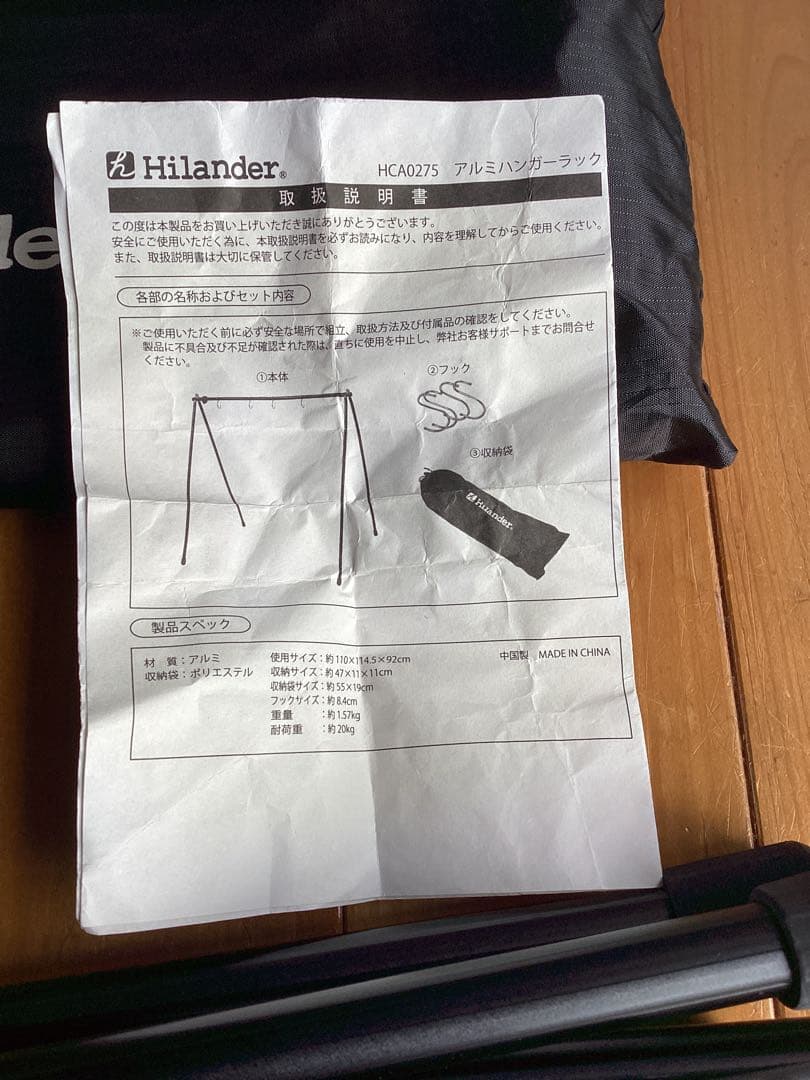 de
Hilander®
HCA0275 アルミハンガーラック
取扱説明書
この度は本製品をお買い上げいただき誠にありがとうございます。
安全にご使用いただく為に、本取扱説明書を必ずお読みになり、内容を理解してからご使用ください。
また、取扱説明書は大切に保管してください。
各部の名称およびセット内容
※ご使用いただく前に必ず安全な場所で組立、取扱方法及び付属品の確認をしてください。
製品に不具合及び不足が確認された際は、直ちに使用を中止し、弊社お客様サポートまでお問合せ
ください。
①本体
②フック
③収納袋
Hilander®
製品スペック
材 質：アルミ
収納袋：ポリエステル
使用サイズ：約110×114.5×92cm
収納サイズ：約47×11×11cm
収納袋サイズ：約55×19cm
フックサイズ：約8.4cm
重量 ：約1.57kg
耐荷重 ：約20kg
中国製 MADE IN CHINA